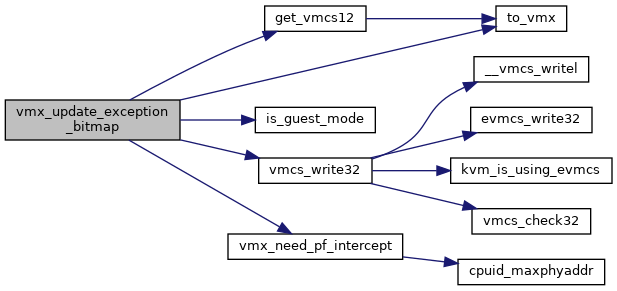 get_vmcs12
to_vmx
__vmcs_writel
vmx_update_exception
_bitmap
is_guest_mode
evmcs_write32
vmcs_write32
kvm_is_using_evmcs
vmcs_check32
vmx_need_pf_intercept
cpuid_maxphyaddr